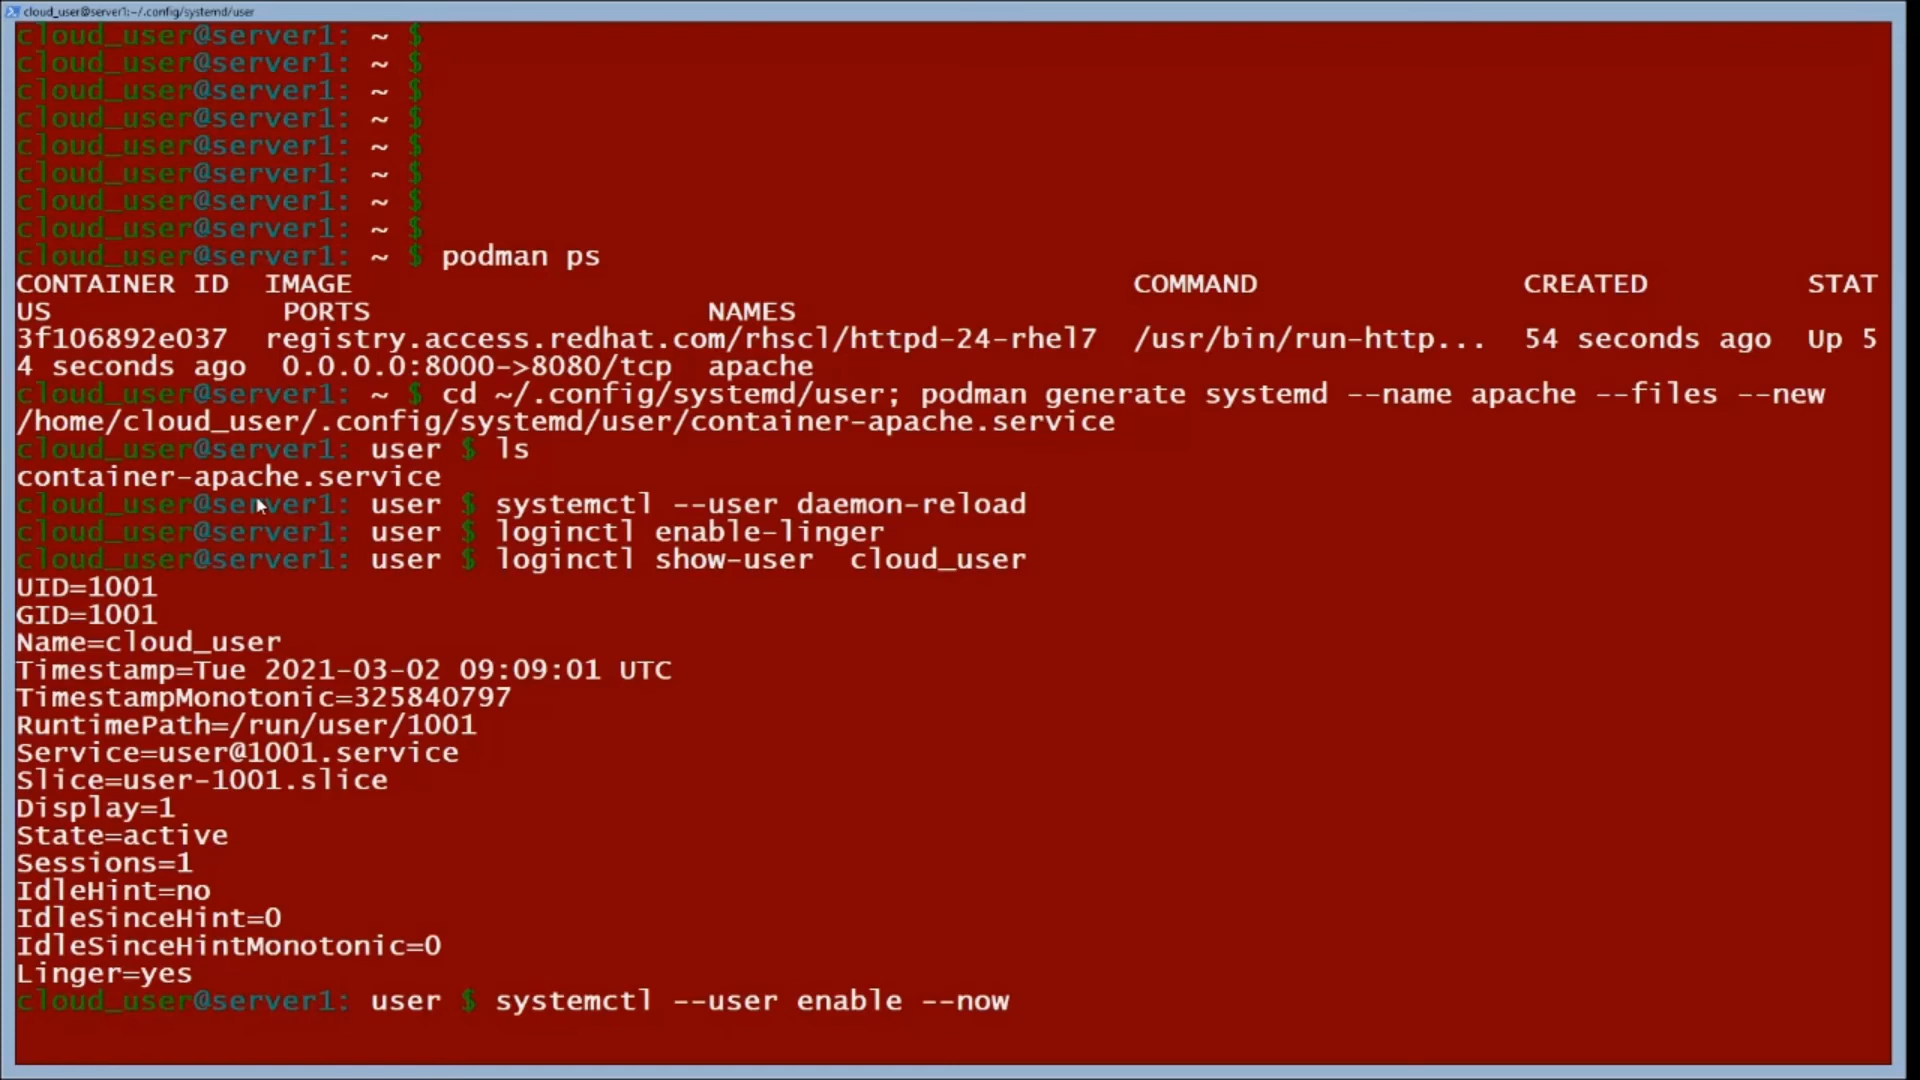 cloud_user@server1:~/.config/systemd/user
cloud_user@server1: ~ $
cloud_user@server1: ~ $
cloud_user@server1: ~ $
cloud_user@server1: ~ $
cloud_user@server1: ~ $
cloud_user@server1: ~ $
cloud_user@server1: ~ $
cloud_user@server1: ~ $
cloud_user@server1: ~ $ podman ps
CONTAINER ID  IMAGE                                            COMMAND               CREATED         STAT
US             PORTS                   NAMES
3f106892e037  registry.access.redhat.com/rhscl/httpd-24-rhel7  /usr/bin/run-http...  54 seconds ago  Up 5
4 seconds ago  0.0.0.0:8000->8080/tcp  apache
cloud_user@server1: ~ $ cd ~/.config/systemd/user; podman generate systemd --name apache --files --new
/home/cloud_user/.config/systemd/user/container-apache.service
cloud_user@server1: user $ ls
container-apache.service
cloud_user@server1: user $ systemctl --user daemon-reload
cloud_user@server1: user $ loginctl enable-linger
cloud_user@server1: user $ loginctl show-user  cloud_user
UID=1001
GID=1001
Name=cloud_user
Timestamp=Tue 2021-03-02 09:09:01 UTC
TimestampMonotonic=325840797
RuntimePath=/run/user/1001
Service=user@1001.service
Slice=user-1001.slice
Display=1
State=active
Sessions=1
IdleHint=no
IdleSinceHint=0
IdleSinceHintMonotonic=0
Linger=yes
cloud_user@server1: user $ systemctl --user enable --now